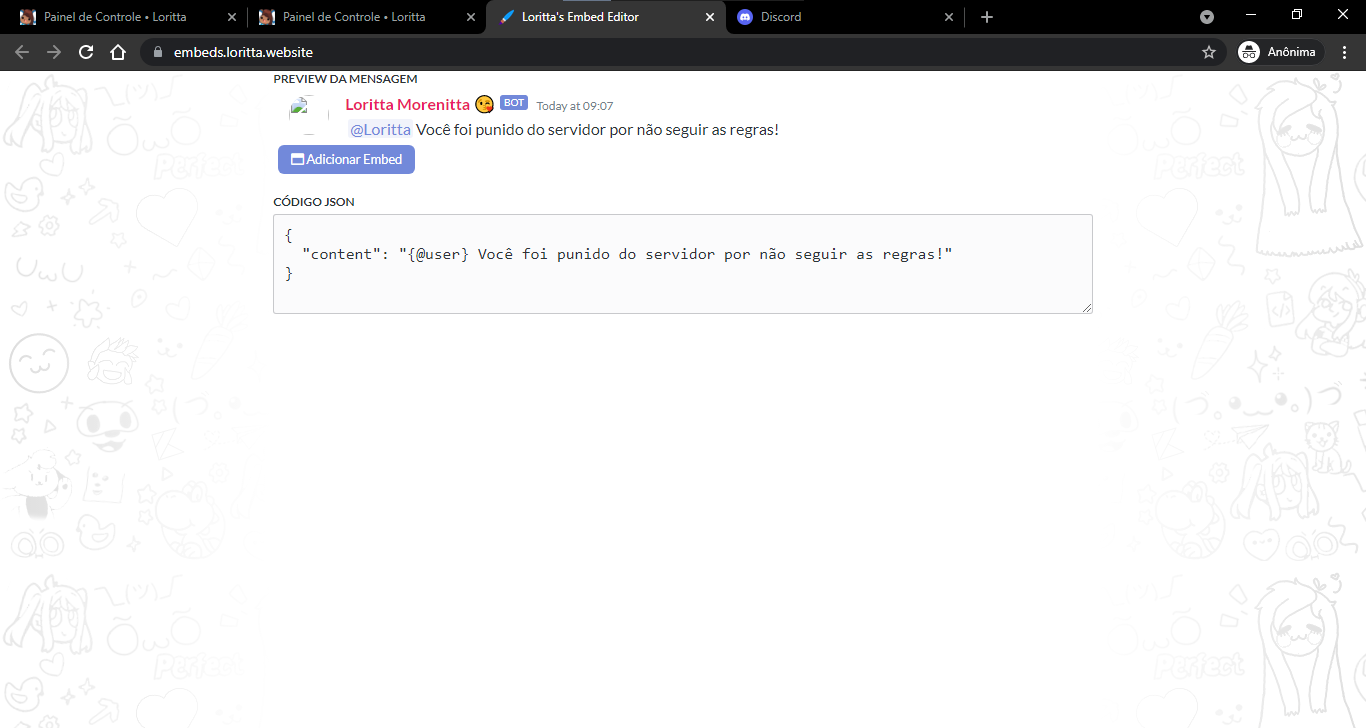 Painel de Controle • Loritta
Painel de Controle • Loritta
Loritta's Embed Editor
Discord
embeds.loritta.website
Anônima
PREVIEW DA MENSAGEM
Loritta Morenitta 😘 BOT Today at 09:07
@Loritta Você foi punido do servidor por não seguir as regras!
Adicionar Embed
CÓDIGO JSON
{
"content": "{@user} Você foi punido do servidor por não seguir as regras!"
}
Perfect
Perfect
Perfect
Perfect